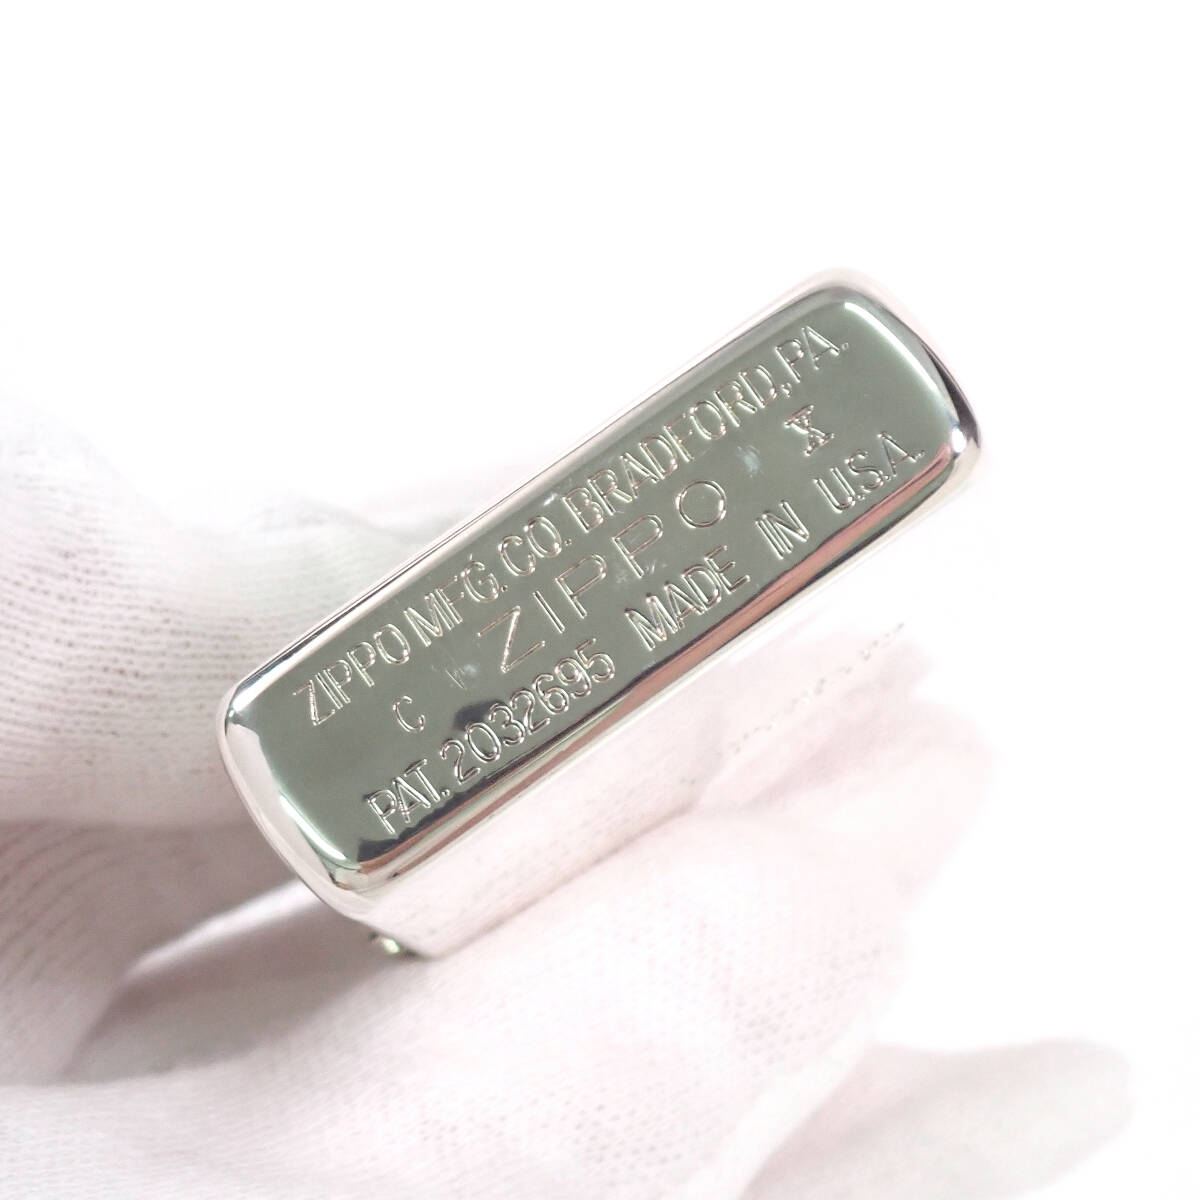 ZIPPO MFG. CO. BRADFORD, PA.
C ZIPPO X
PAT. 2032695 MADE IN U.S.A.